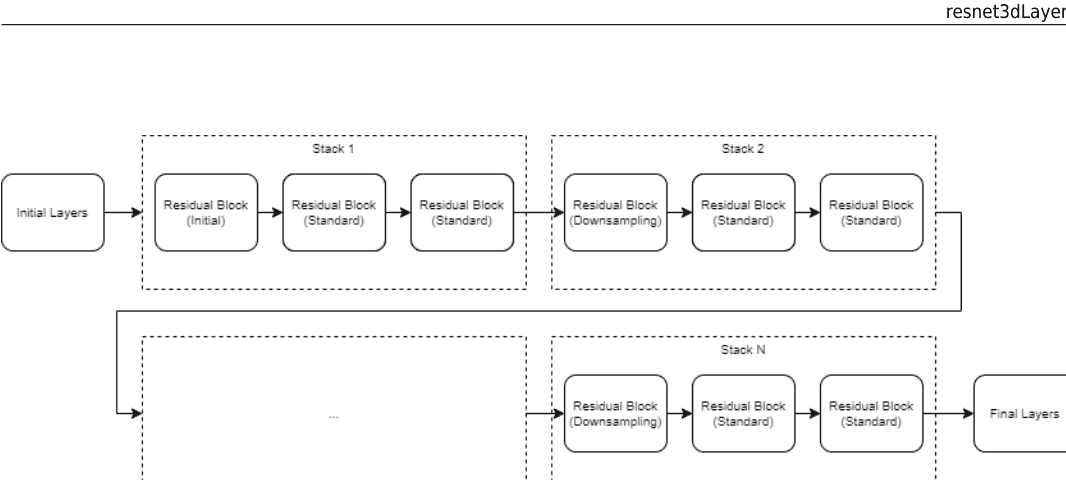 resnet3dLayer
Stack 1
Stack 2
Initial Layers
Residual Block
(Initial)
Residual Block
(Standard)
Residual Block
(Standard)
Residual Block
(Downsampling)
Residual Block
(Standard)
Residual Block
(Standard)
...
Stack N
Residual Block
(Downsampling)
Residual Block
(Standard)
Residual Block
(Standard)
Final Layers